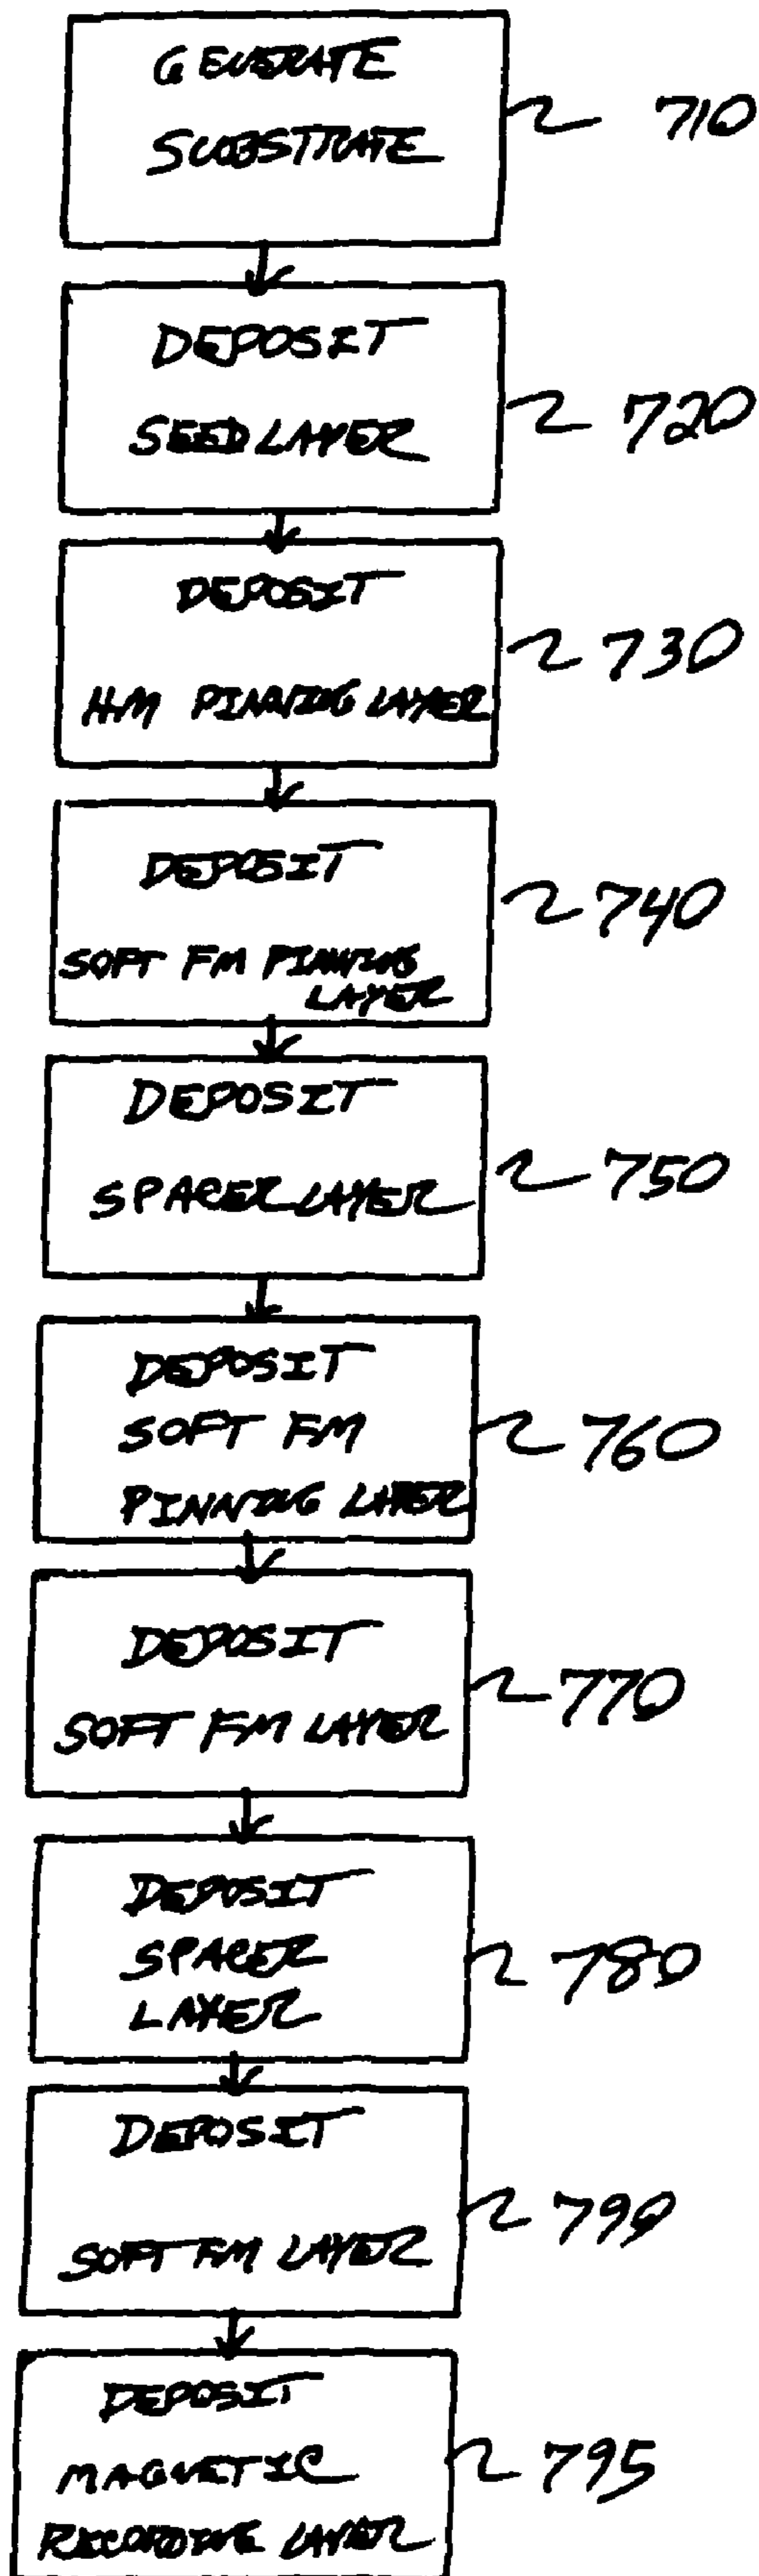 GENERATE
SUBSTRATE
710
DEPOSIT
SEED LAYER
720
DEPOSIT
HM PINNING LAYER
730
DEPOSIT
SOFT FM PINNING
LAYER
740
DEPOSIT
SPACER LAYER
750
DEPOSIT
SOFT FM
PINNING LAYER
760
DEPOSIT
SOFT FM LAYER
770
DEPOSIT
SPACER
LAYER
780
DEPOSIT
SOFT FM LAYER
790
DEPOSIT
MAGNETIC
RECORDING LAYER
795